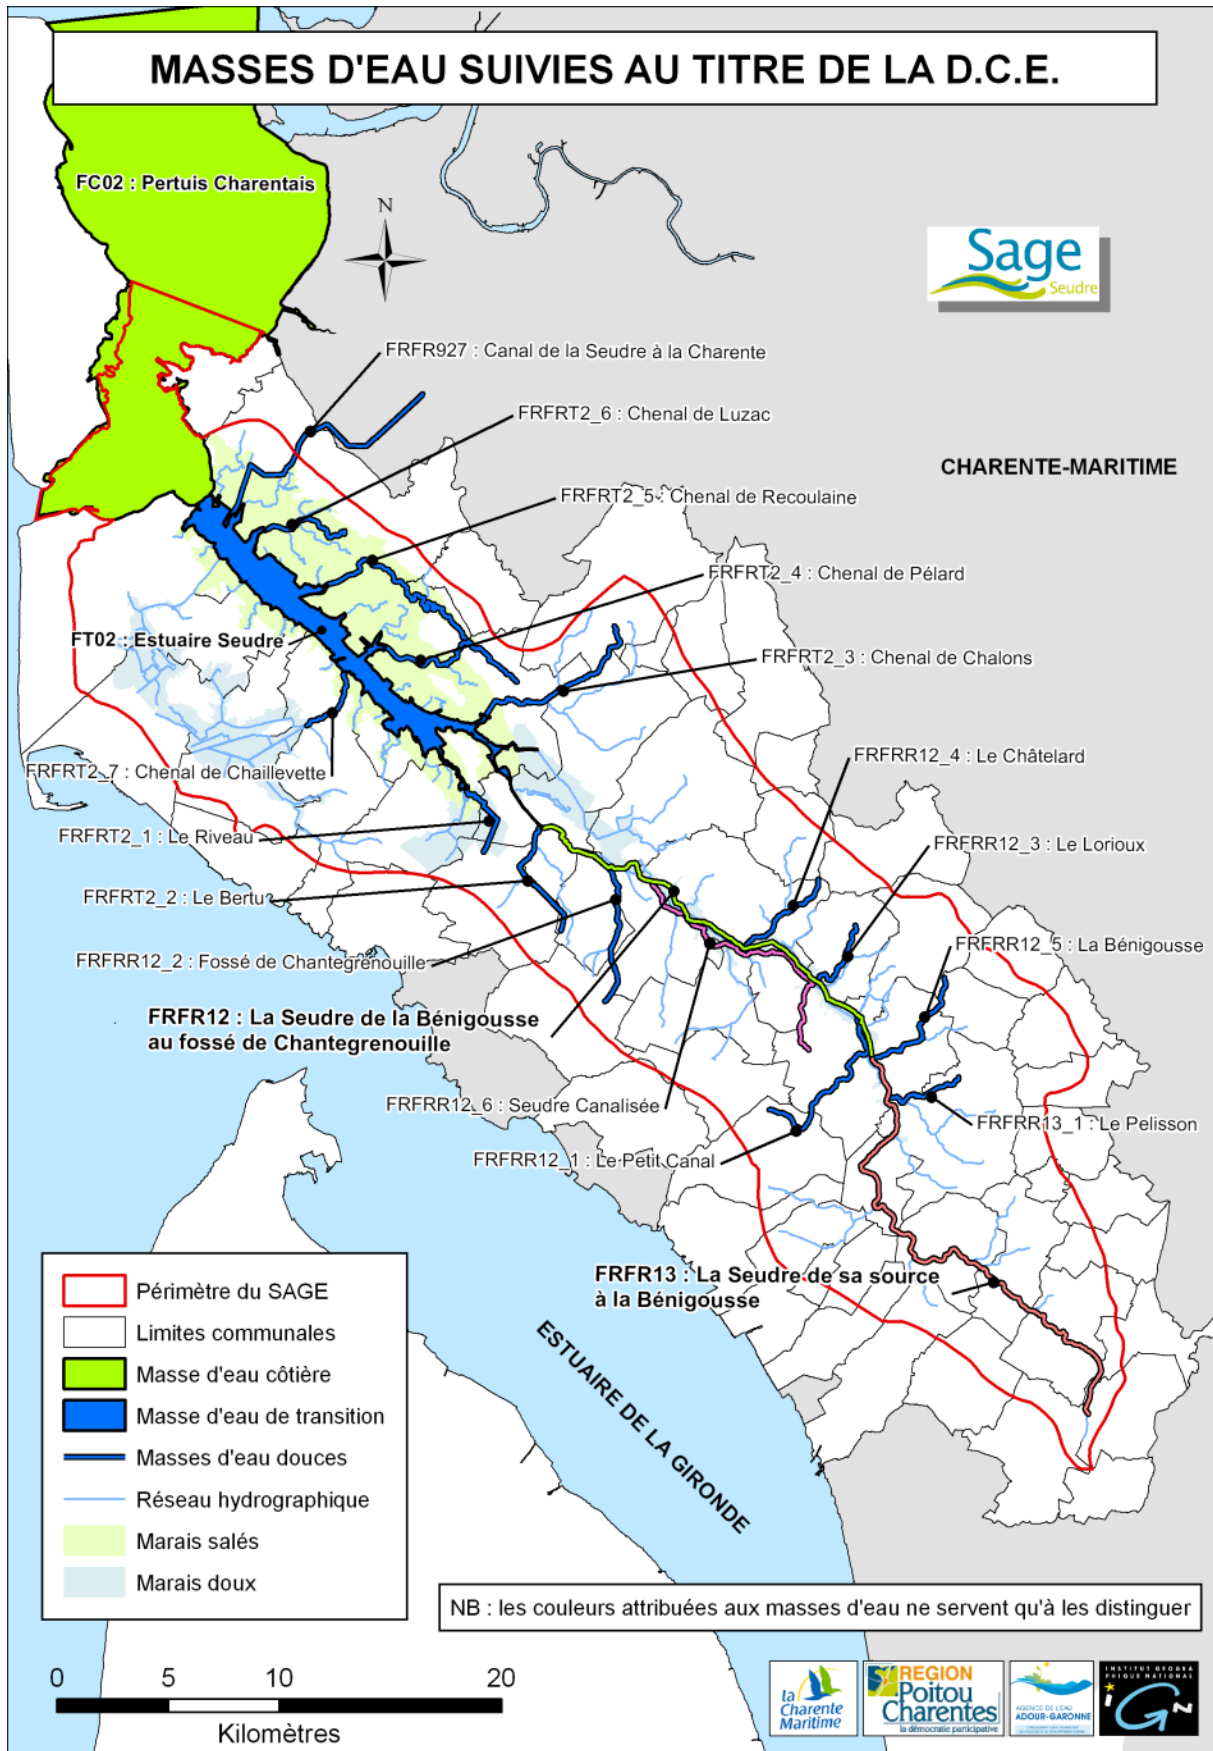 MASSES D'EAU SUIVIES AU TITRE DE LA D.C.E.
FC02 : Pertuis Charentais
N
Sage
Seudre
FRFR927 : Canal de la Seudre à la Charente
FRFRT2_6 : Chenal de Luzac
CHARENTE-MARITIME
FRFRT2_5 : Chenal de Recoulaine
FRFRT2_4 : Chenal de Pélard
FT02 : Estuaire Seudre
FRFRT2_3 : Chenal de Chalons
FRFRR12_4 : Le Châtelard
FRFRT2_7 : Chenal de Chaillevette
FRFRT2_1 : Le Riveau
FRFRR12_3 : Le Lorioux
FRFRT2_2 : Le Bertu
FRFRR12_5 : La Bénigousse
FRFRR12_2 : Fossé de Chantegrenouille
FRFR12 : La Seudre de la Bénigousse
au fossé de Chantegrenouille
FRFRR12_6 : Seudre Canalisée
FRFRR13_1 : Le Pelisson
FRFRR12_1 : Le Petit Canal
FRFR13 : La Seudre de sa source
à la Bénigousse
ESTUAIRE DE LA GIRONDE
Périmètre du SAGE
Limites communales
Masse d'eau côtière
Masse d'eau de transition
Masses d'eau douces
Réseau hydrographique
Marais salés
Marais doux
NB : les couleurs attribuées aux masses d'eau ne servent qu'à les distinguer
0 5 10 20
Kilomètres
la
Charente
Maritime
REGION
Poitou
Charentes
la démocratie participative
AGENCE DE L'EAU
ADOUR-GARONNE
INSTITUT GEOGRA
PHIQUE NATIONAL
IGN